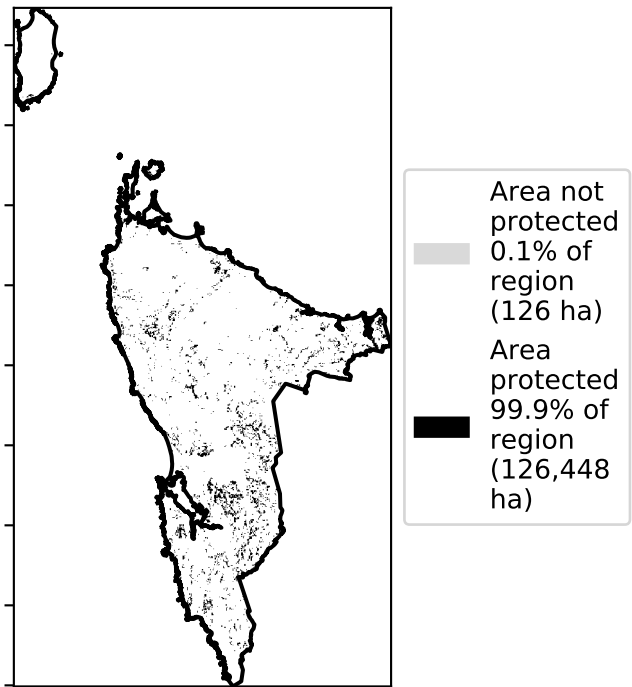 Area not
protected
0.1% of
region
(126 ha)
Area
protected
99.9% of
region
(126,448
ha)